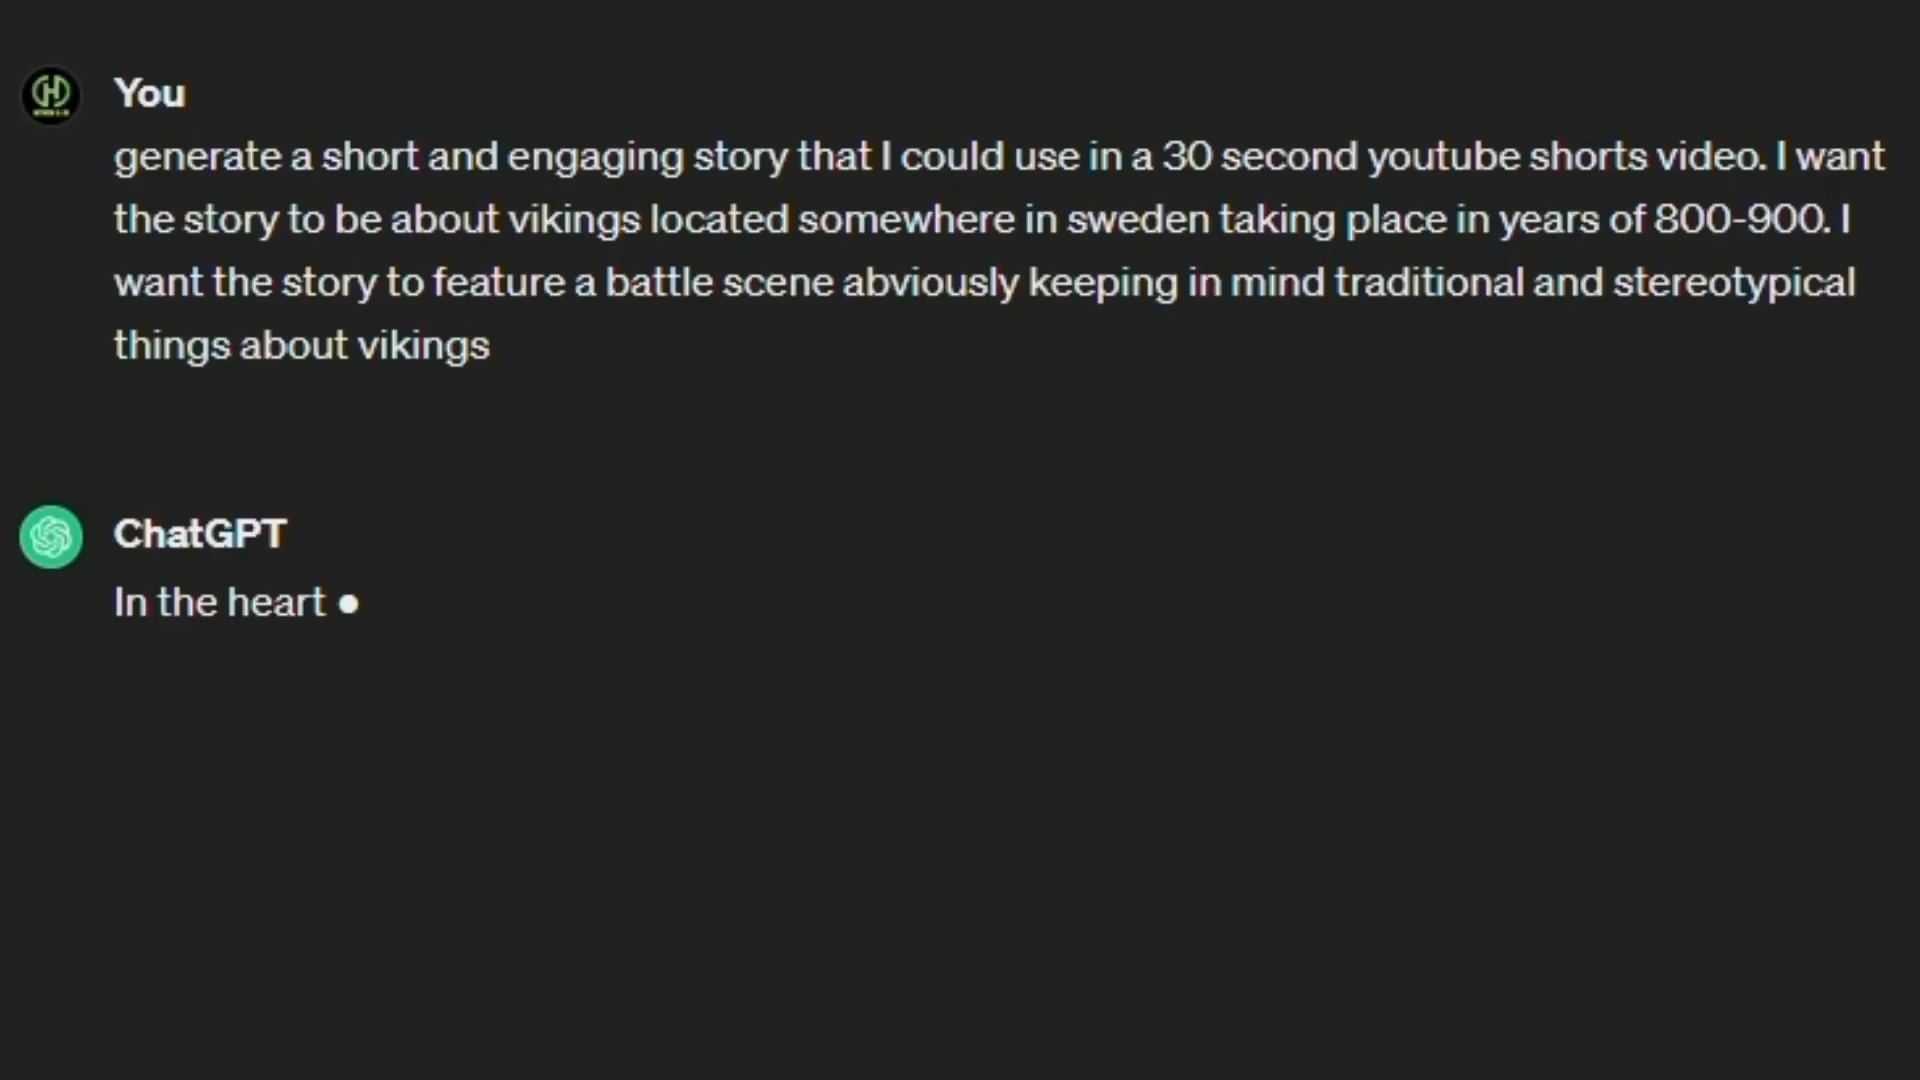 You
generate a short and engaging story that I could use in a 30 second youtube shorts video. I want
the story to be about vikings located somewhere in sweden taking place in years of 800-900. I
want the story to feature a battle scene abviously keeping in mind traditional and stereotypical
things about vikings
ChatGPT
In the heart